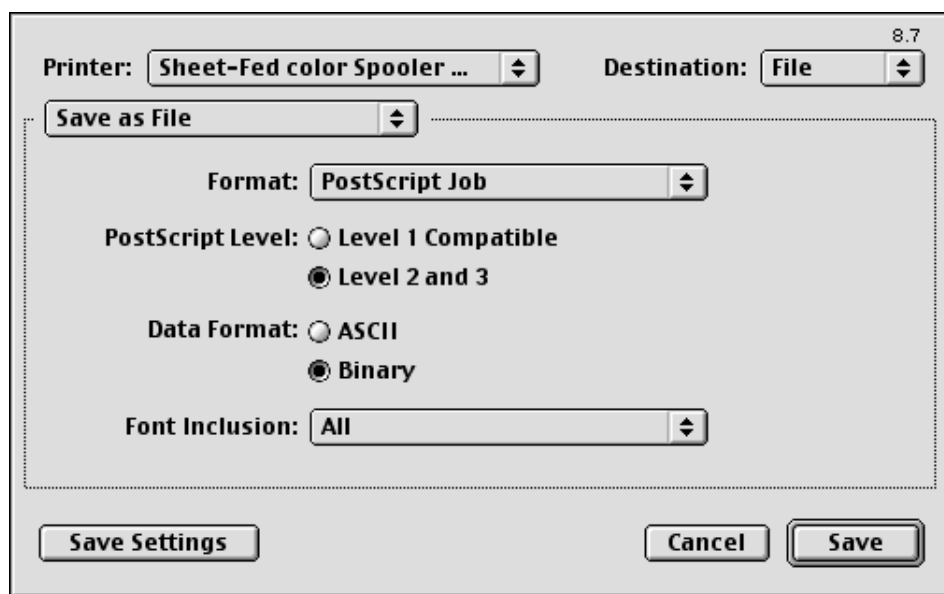 8.7
Printer: Sheet-Fed color Spooler ... Destination: File
Save as File
Format: PostScript Job
PostScript Level: Level 1 Compatible
Level 2 and 3
Data Format: ASCII
Binary
Font Inclusion: All
Save Settings Cancel Save